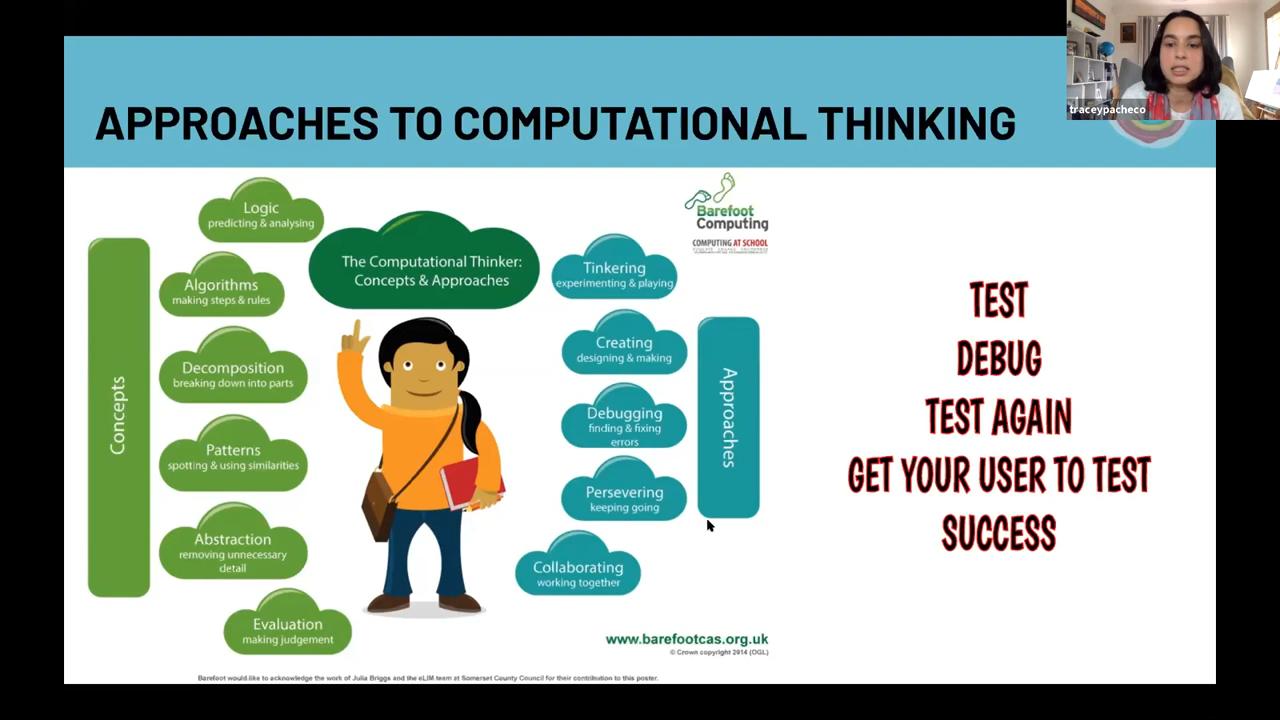 traceypacheco
APPROACHES TO COMPUTATIONAL THINKING
Barefoot
Computing
COMPUTING AT SCHOOL
The Computational Thinker:
Concepts & Approaches
Concepts
Logic
predicting & analysing
Algorithms
making steps & rules
Decomposition
breaking down into parts
Patterns
spotting & using similarities
Abstraction
removing unnecessary
detail
Evaluation
making judgement
Tinkering
experimenting & playing
Creating
designing & making
Debugging
finding & fixing
errors
Persevering
keeping going
Collaborating
working together
Approaches
TEST
DEBUG
TEST AGAIN
GET YOUR USER TO TEST
SUCCESS
www.barefootcas.org.uk
© Crown copyright 2014 (OGL)
Barefoot would like to acknowledge the work of Julia Briggs and the eLIM team at Somerset County Council for their contribution to this poster.